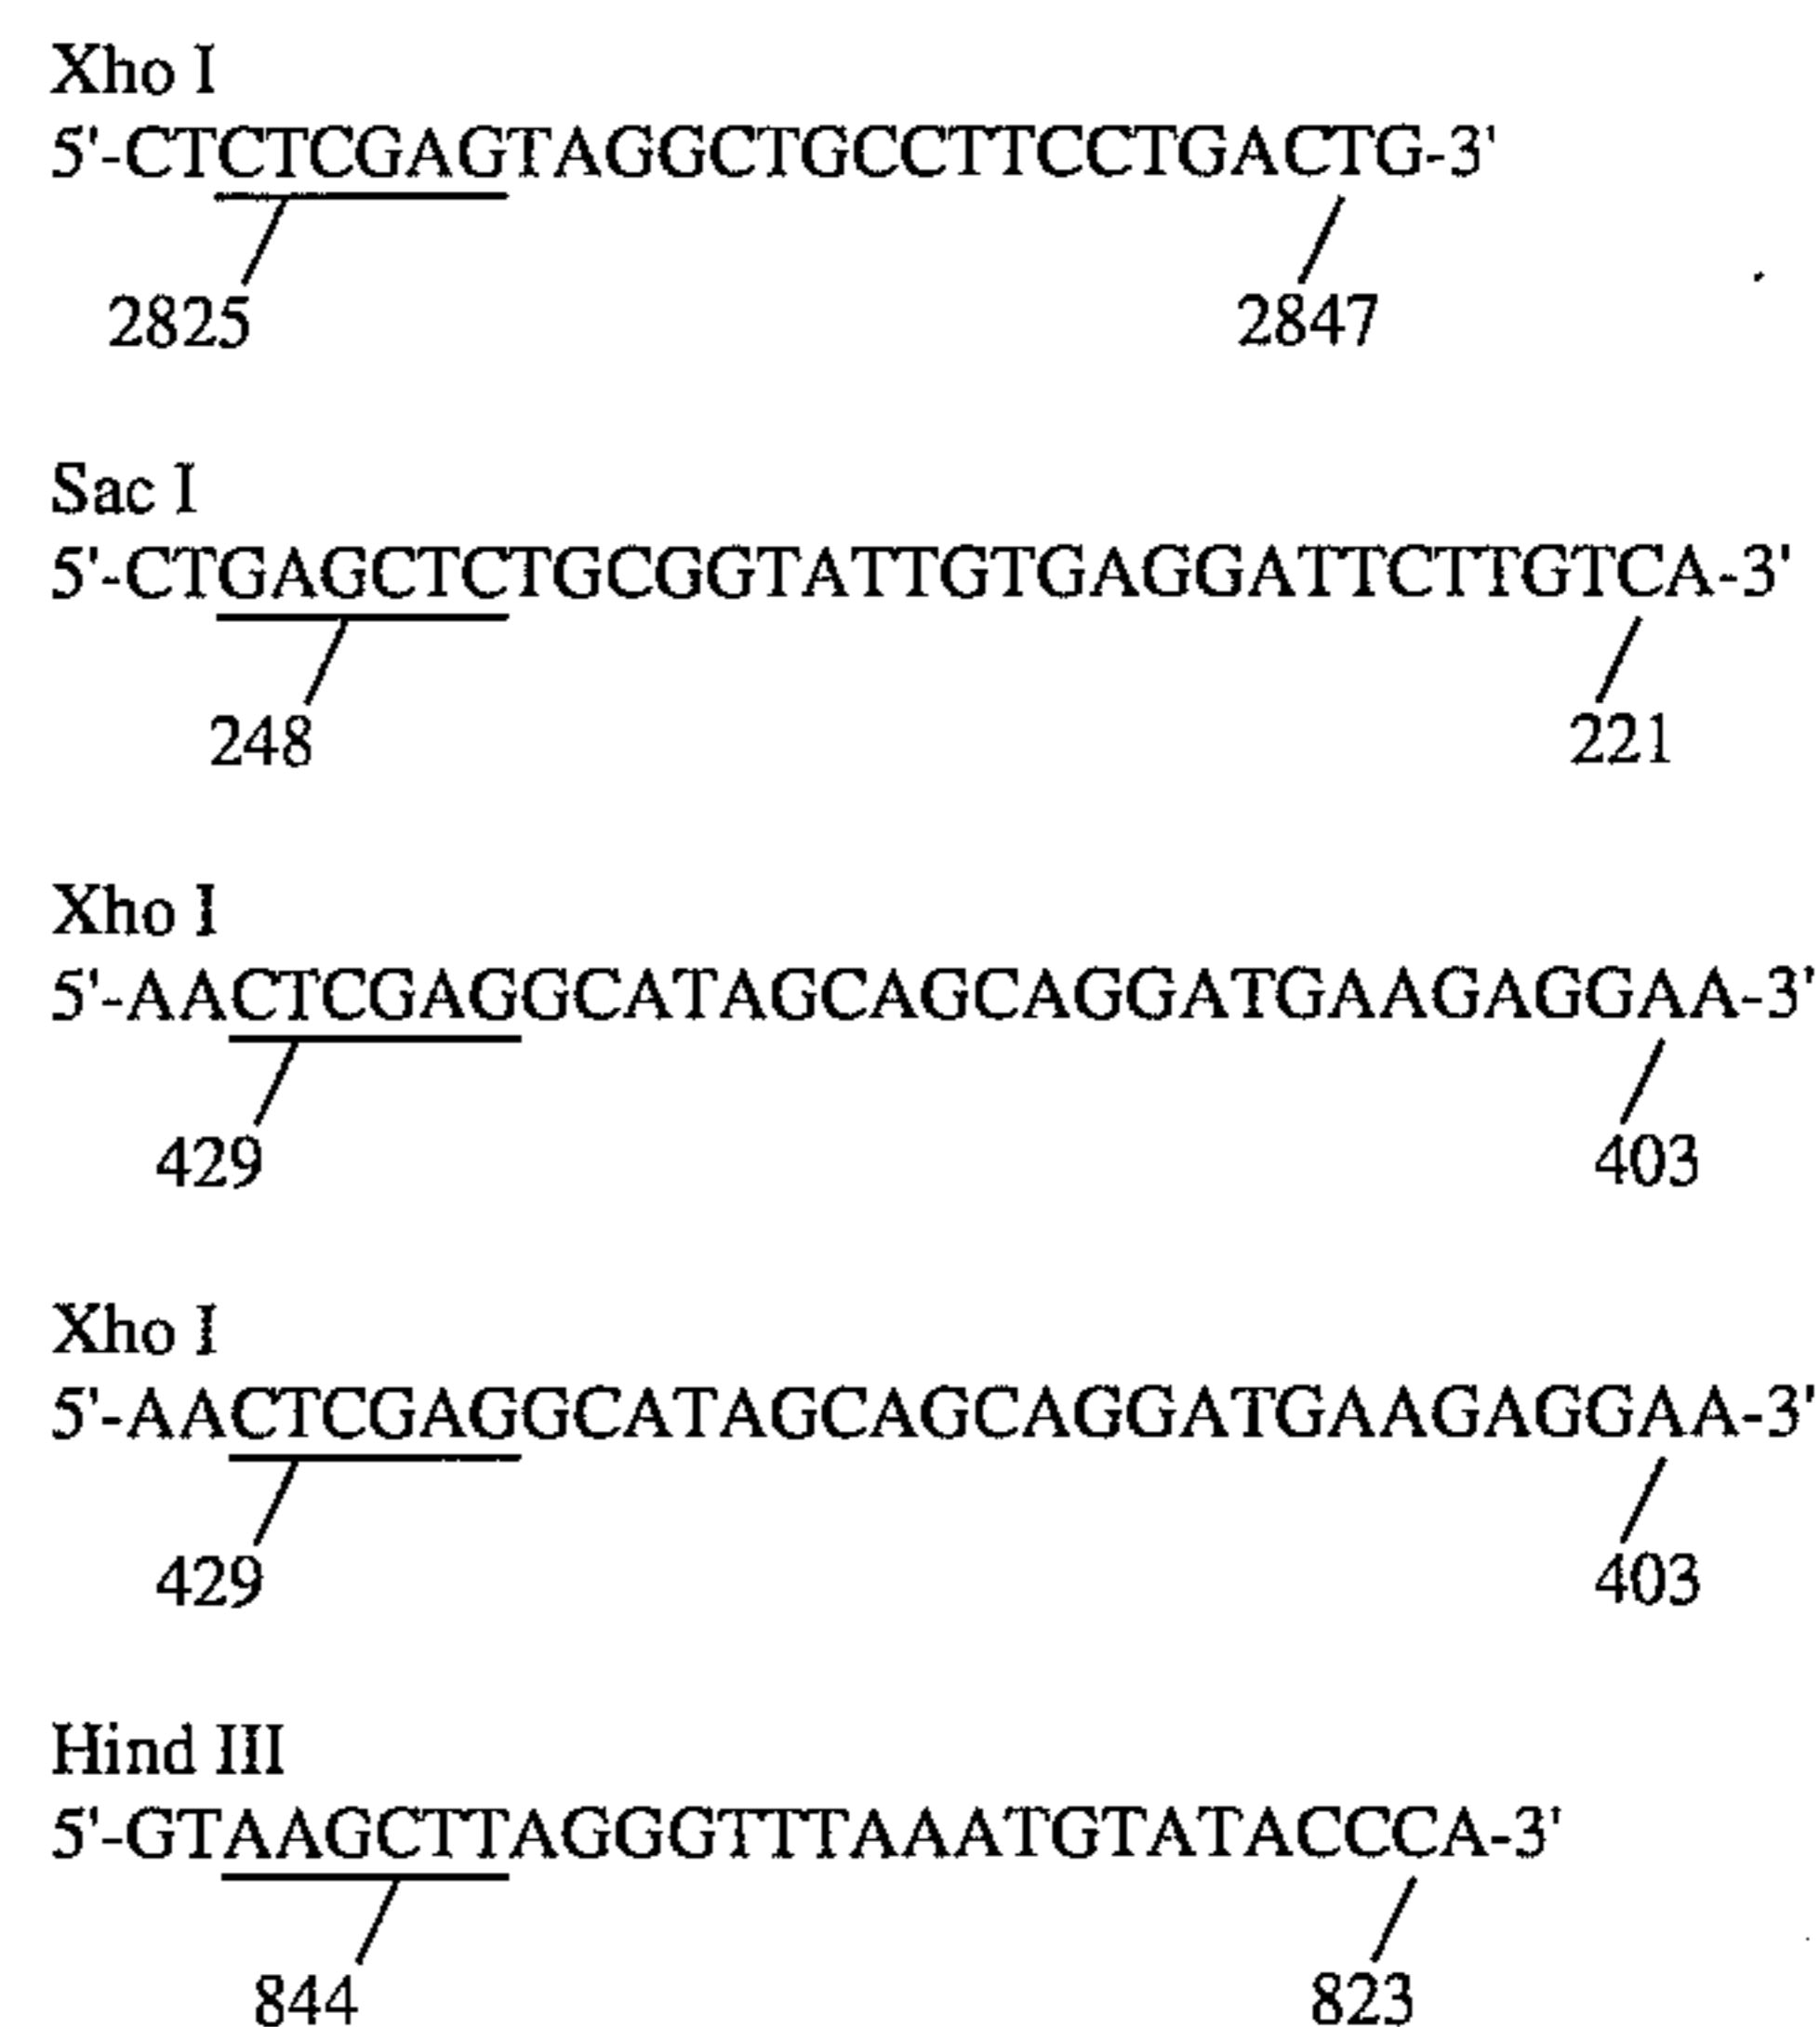 Xho I
5'-CTCTCGAGTAGGCTGCCTTCCTGACTG-3'
2825 2847
Sac I
5'-CTGAGCTCTGCGGTATTGTGAGGATTCTTGTCA-3'
248 221
Xho I
5'-AACTCGAGGCATAGCAGCAGGATGAAGAGGAA-3'
429 403
Xho I
5'-AACTCGAGGCATAGCAGCAGGATGAAGAGGAA-3'
429 403
Hind III
5'-GTAAGCTTAGGGTTTAAATGTATACCCA-3'
844 823